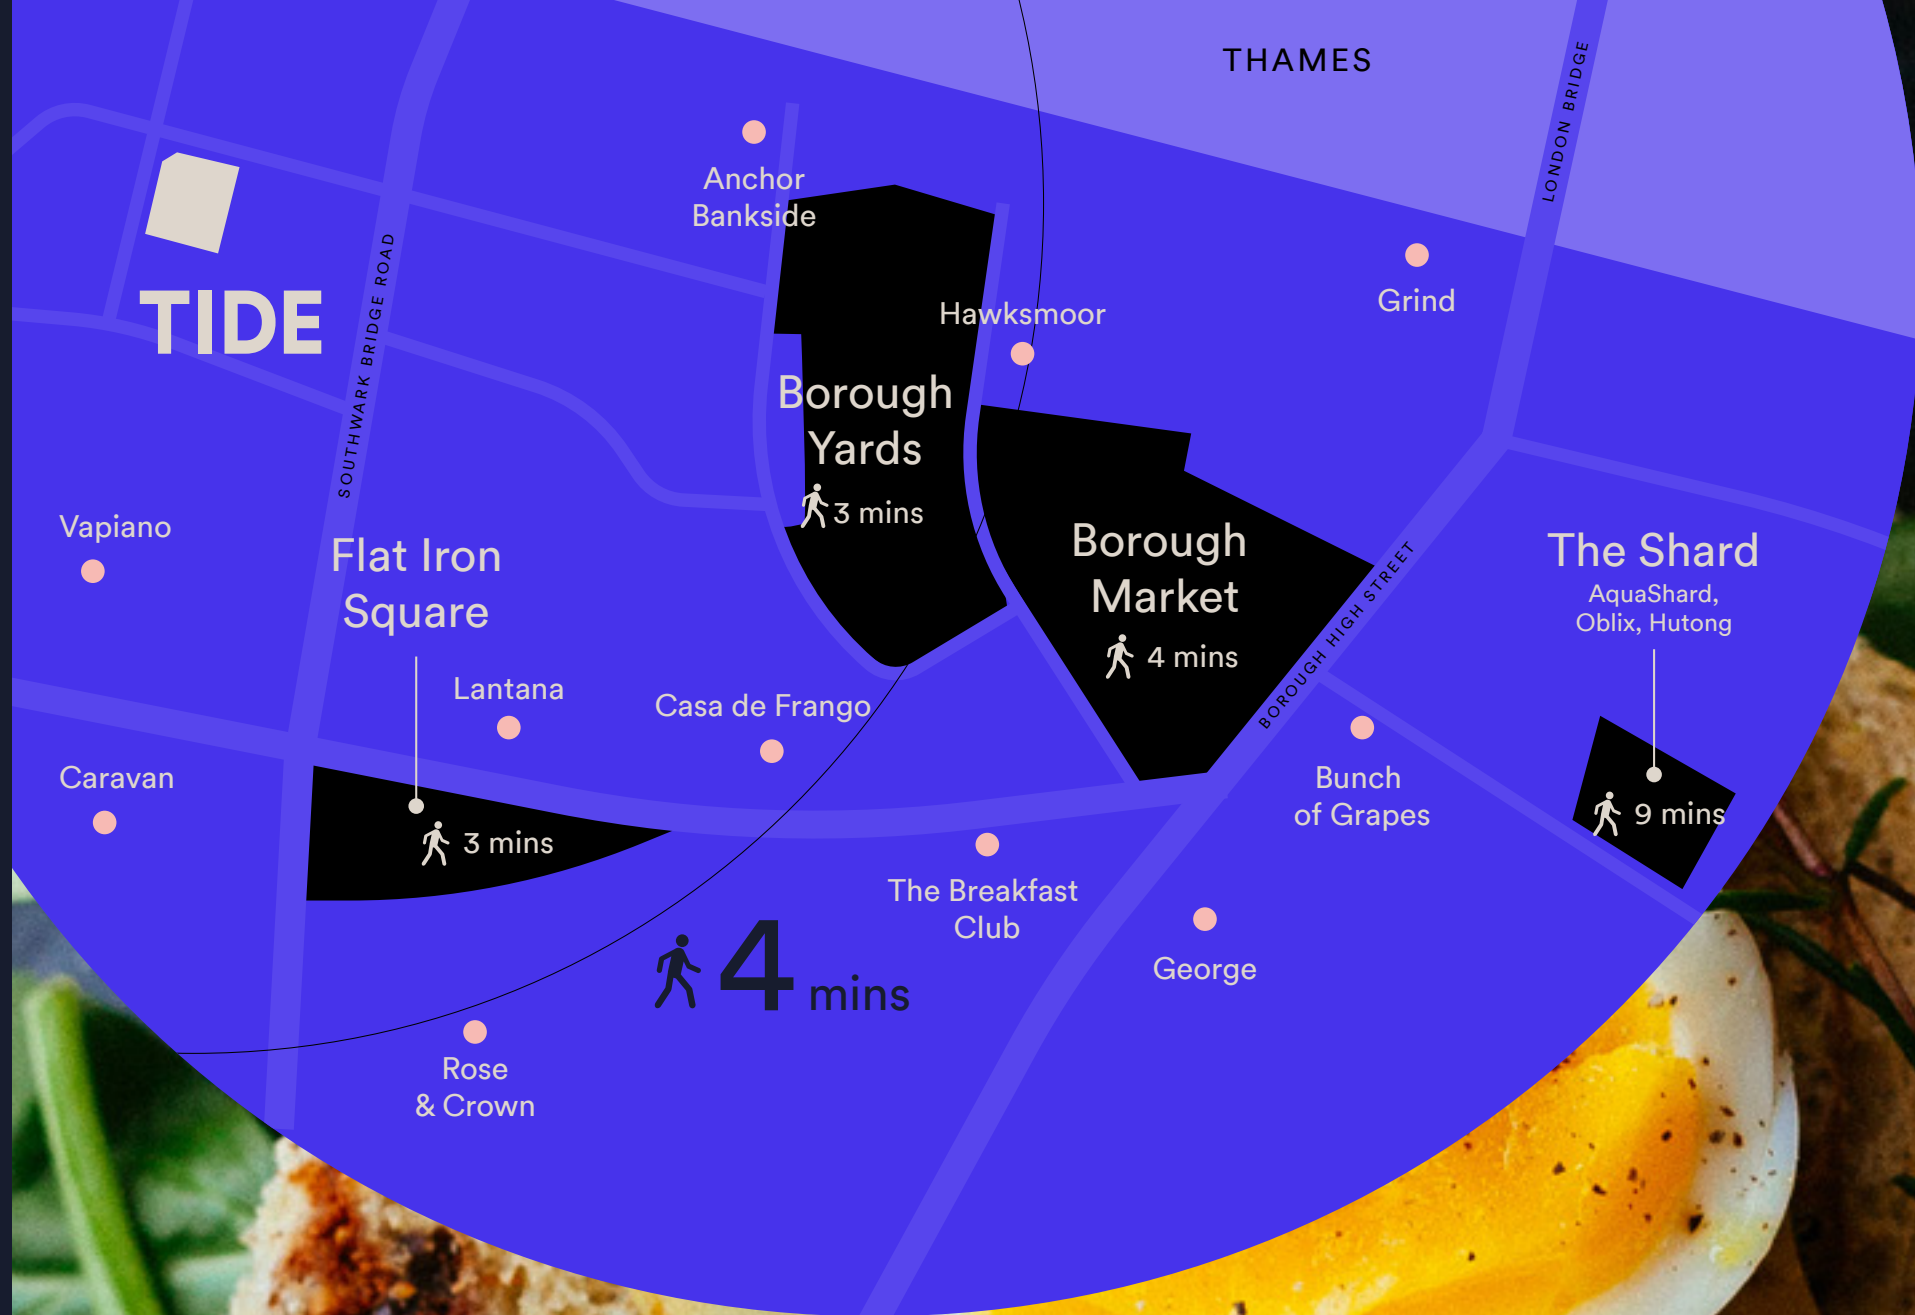 THAMES
LONDON BRIDGE
Anchor
Bankside
Grind
TIDE
SOUTHWARK BRIDGE ROAD
Hawksmoor
Borough
Yards
3 mins
Vapiano
Flat Iron
Square
Borough
Market
4 mins
BOROUGH HIGH STREET
The Shard
AquaShard,
Oblix, Hutong
9 mins
Lantana
Casa de Frango
Caravan
3 mins
Bunch
of Grapes
The Breakfast
Club
George
4 mins
Rose
& Crown